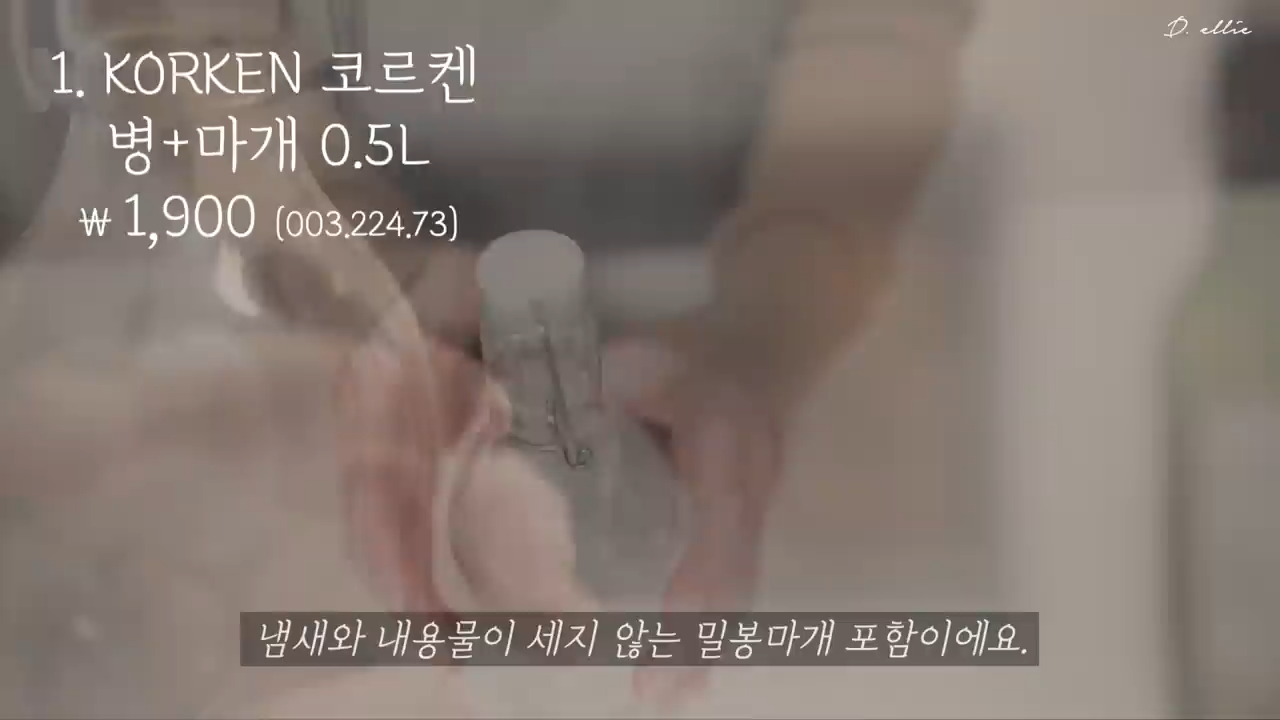 D. ellie
1. KORKEN 코르켄
병+마개 0.5L
₩ 1,900 (003.224.73)
냄새와 내용물이 세지 않는 밀봉마개 포함이에요.